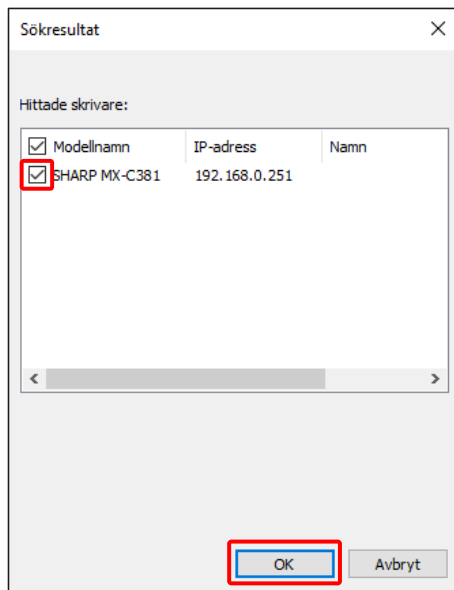 Sökresultat
Hittade skrivare:
Modellnamn IP-adress Namn
SHARP MX-C381 192.168.0.251
OK Avbryt